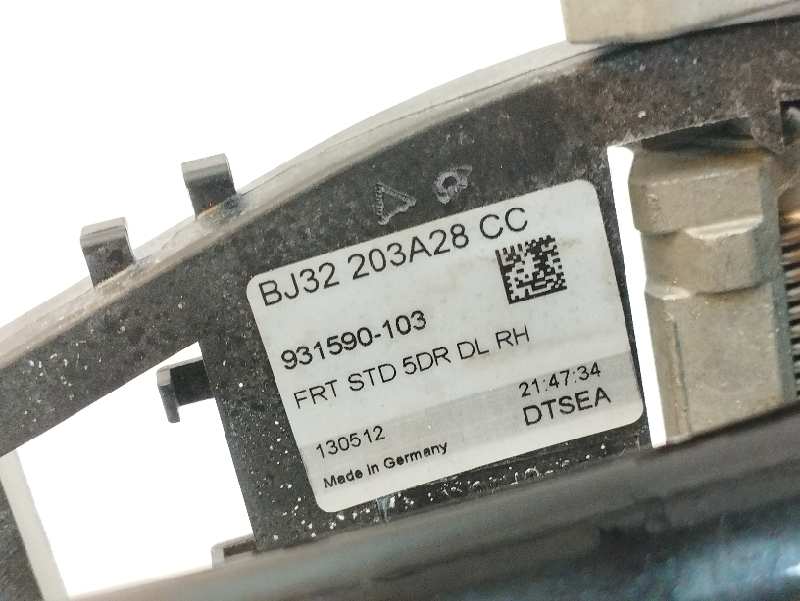 BJ32 203A28 CC
931590-103
FRT STD 5DR DL RH
21:47:34
130512
DTSEA
Made in Germany